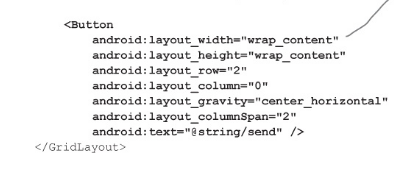 <Button
android:layout_width="wrap_content"
android:layout_height="wrap_content"
android:layout_row="2"
android:layout_column="0"
android:layout_gravity="center_horizontal"
android:layout_columnSpan="2"
android:text="@string/send" />
</GridLayout>